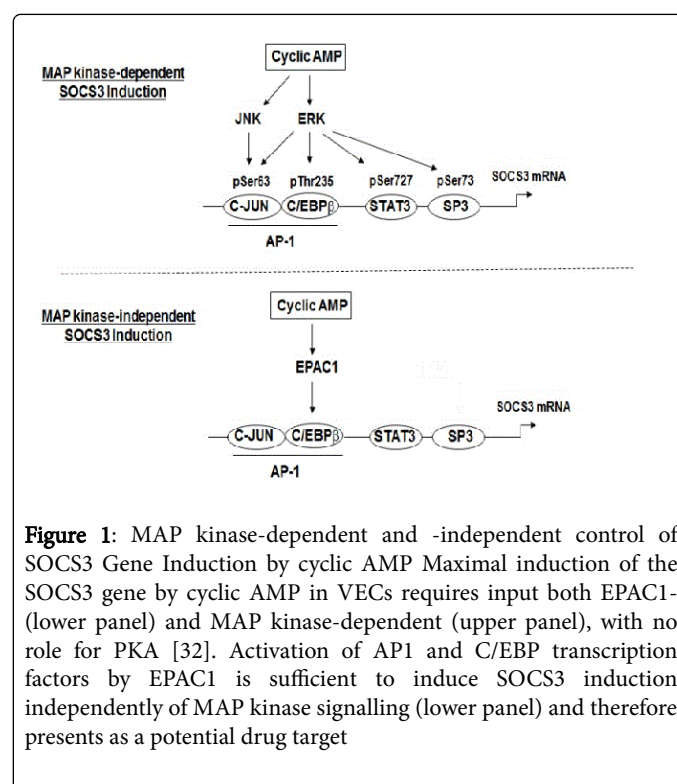 Cyclic AMP
MAP kinase-dependent
SOCS3 Induction
JNK ERK
pSer63 pThr235 pSer727 pSer73 SOCS3 mRNA
C-JUN C/EBPβ STAT3 SP3
AP-1
Cyclic AMP
MAP kinase-independent
SOCS3 Induction
EPAC1
SOCS3 mRNA
C-JUN C/EBPβ STAT3 SP3
AP-1
Figure 1: MAP kinase-dependent and -independent control of
SOCS3 Gene Induction by cyclic AMP Maximal induction of the
SOCS3 gene by cyclic AMP in VECs requires input both EPAC1-
(lower panel) and MAP kinase-dependent (upper panel), with no
role for PKA [32]. Activation of AP1 and C/EBP transcription
factors by EPAC1 is sufficient to induce SOCS3 induction
independently of MAP kinase signalling (lower panel) and therefore
presents as a potential drug target